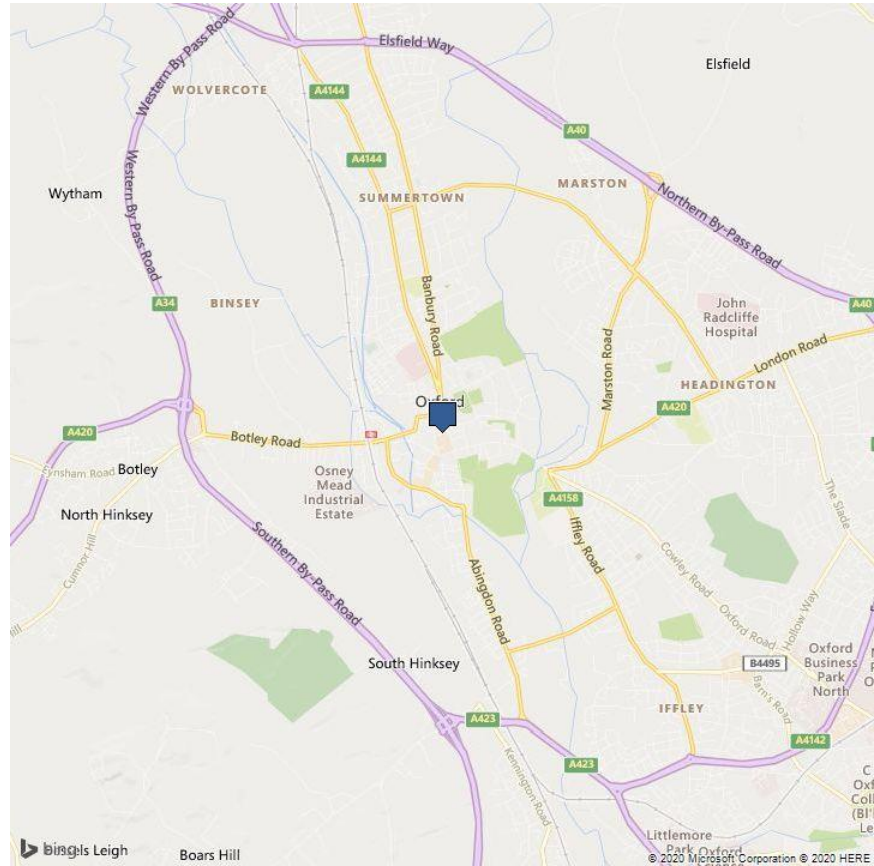 Elsfield Way
Elsfield
Western By Pass Road
WOLVERCOTE
A4144
A40
A4144
MARSTON
SUMMERTOWN
Wytham
Western By Pass Road
Northern By-Pass Road
BINSEY
A34
Banbury Road
John
Radcliffe
Hospital
A40
London Road
Marston Road
HEADINGTON
Oxford
A420
A420
Botley Road
Botley
Eynsham Road
Osney
Mead
Industrial
Estate
A4158
North Hinksey
The Slade
Iffley Road
Cumnor Hill
Southern By-Pass Road
Cowley Road
Abingdon Road
Hollow Way
Oxford Road
South Hinksey
Oxford
Business
Park
North
B4495
Barn's Road
IFFLEY
A423
A4142
Kennington Road
A423
Littlemore
Park
Oxford
Boars Hill
bing
© 2020 Microsoft Corporation © 2020 HERE